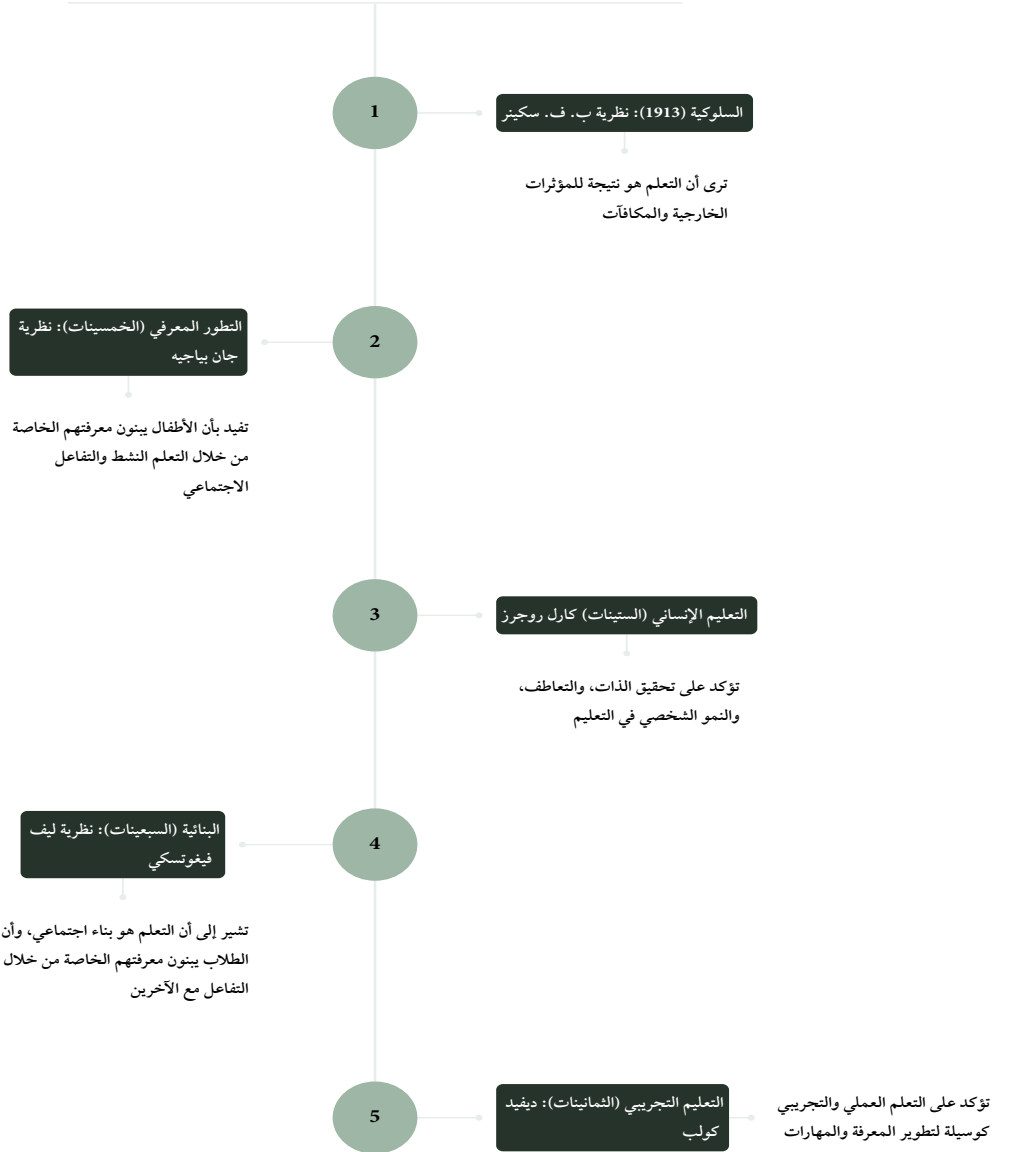 1
السلوكية (1913): نظرية ب. ف. سكينر
ترى أن التعلم هو نتيجة للمؤثرات
الخارجية والمكافآت
2
التطور المعرفي (الخمسينات): نظرية
جان بياجيه
تفيد بأن الأطفال يبنون معرفتهم الخاصة
من خلال التعلم النشط والتفاعل
الاجتماعي
3
التعليم الإنساني (الستينات) كارل روجرز
تؤكد على تحقيق الذات، والتعاطف،
والنمو الشخصي في التعليم
4
البنائية (السبعينات): نظرية ليف
فيغوتسكي
تشير إلى أن التعلم هو بناء اجتماعي، وأن
الطلاب يبنون معرفتهم الخاصة من خلال
التفاعل مع الآخرين
5
التعليم التجريبي (الثمانينات): ديفيد
كولب
تؤكد على التعلم العملي والتجريبي
كوسيلة لتطوير المعرفة والمهارات